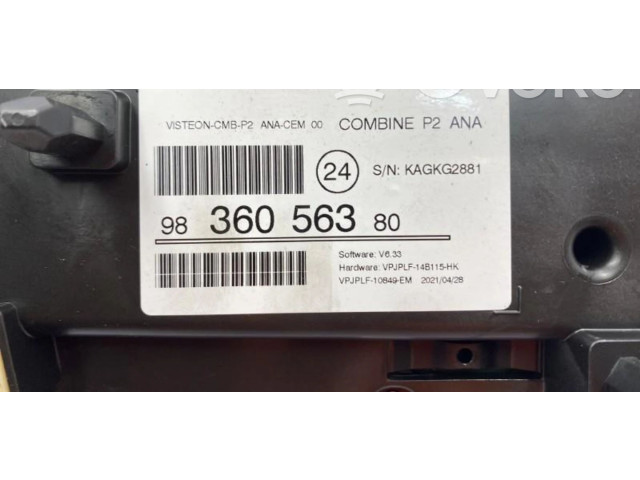 VISTEON-CMB-P2 ANA-CEM 00 COMBINE P2 ANA
24 S/N: KAGKG2881
98 360 563 80
Software: V6.33
Hardware: VPJPLF-14B115-HK
VPJPLF-10849-EM 2021/04/28